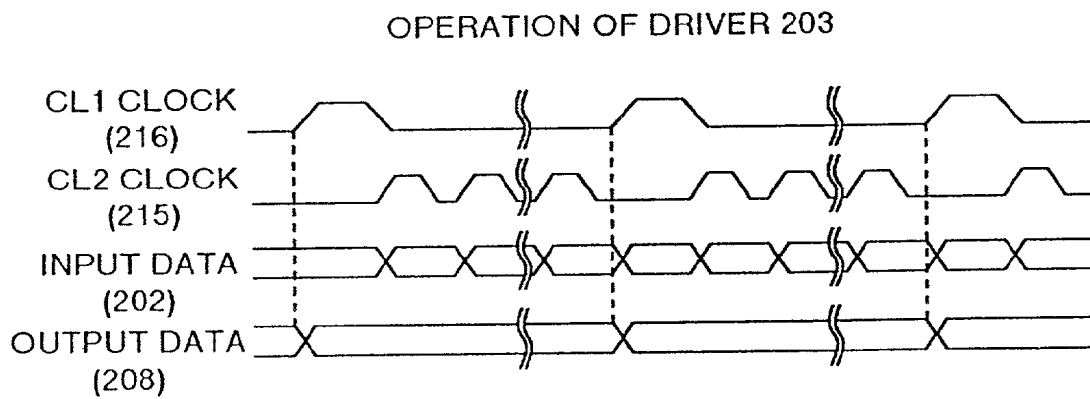 OPERATION OF DRIVER 203
CL1 CLOCK
(216)
CL2 CLOCK
(215)
INPUT DATA
(202)
OUTPUT DATA
(208)